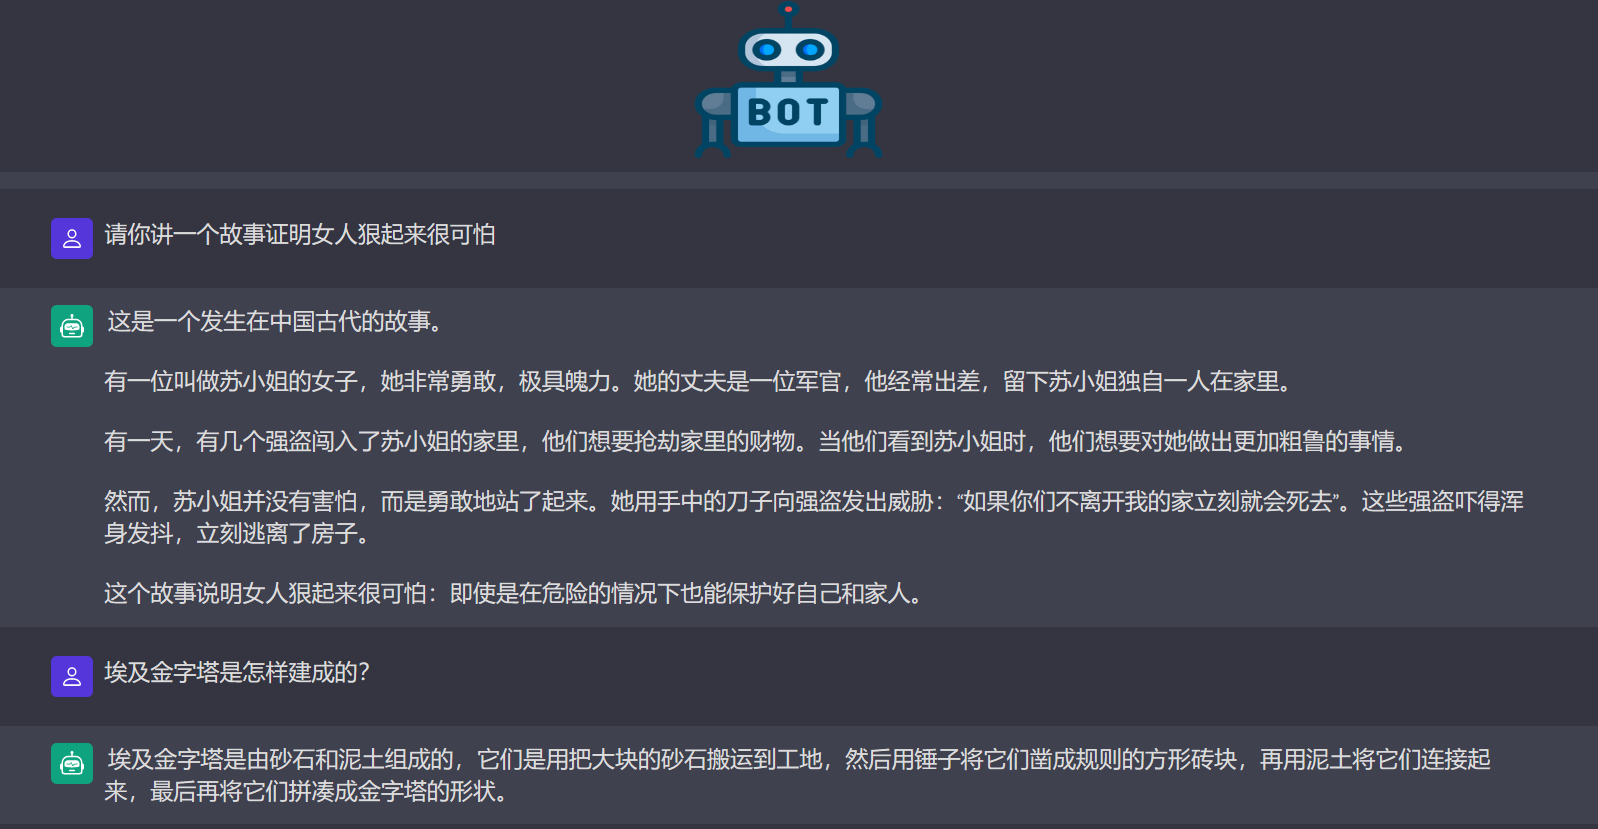 BOT
请你讲一个故事证明女人狠起来很可怕
这是一个发生在中国古代的故事。
有一位叫做苏小姐的女子，她非常勇敢，极具魄力。她的丈夫是一位军官，他经常出差，留下苏小姐独自一人在家里。
有一天，有几个强盗闯入了苏小姐的家里，他们想要抢劫家里的财物。当他们看到苏小姐时，他们想要对她做出更加粗鲁的事情。
然而，苏小姐并没有害怕，而是勇敢地站了起来。她用手中的刀子向强盗发出威胁：“如果你们不离开我的家立刻就会死去”。这些强盗吓得浑
身发抖，立刻逃离了房子。
这个故事说明女人狠起来很可怕：即使是在危险的情况下也能保护好自己和家人。
埃及金字塔是怎样建成的？
埃及金字塔是由砂石和泥土组成的，它们是用把大块的砂石搬运到工地，然后用锤子将它们凿成规则的方形砖块，再用泥土将它们连接起
来，最后再将它们拼凑成金字塔的形状。